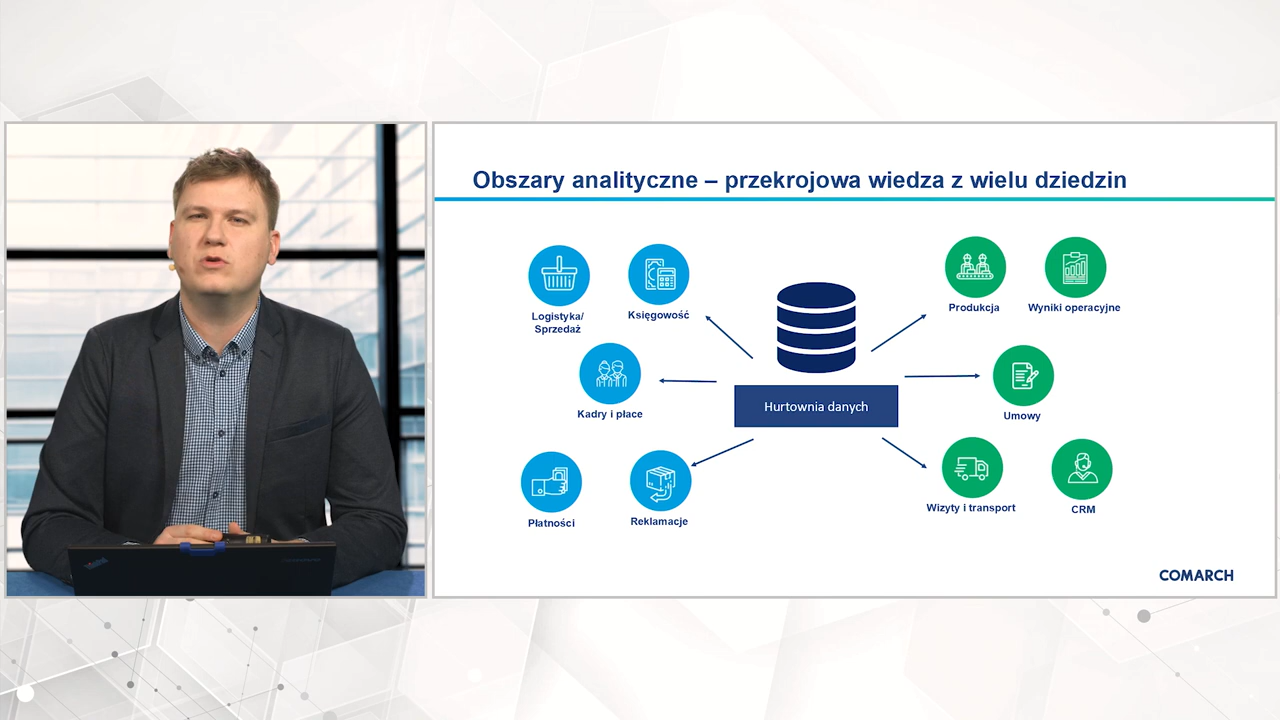 Obszary analityczne – przekrojowa wiedza z wielu dziedzin
Logistyka/
Sprzedaż
Księgowość
Produkcja
Wyniki operacyjne
Kadry i płace
Hurtownia danych
Umowy
Płatności
Reklamacje
Wizyty i transport
CRM
COMARCH